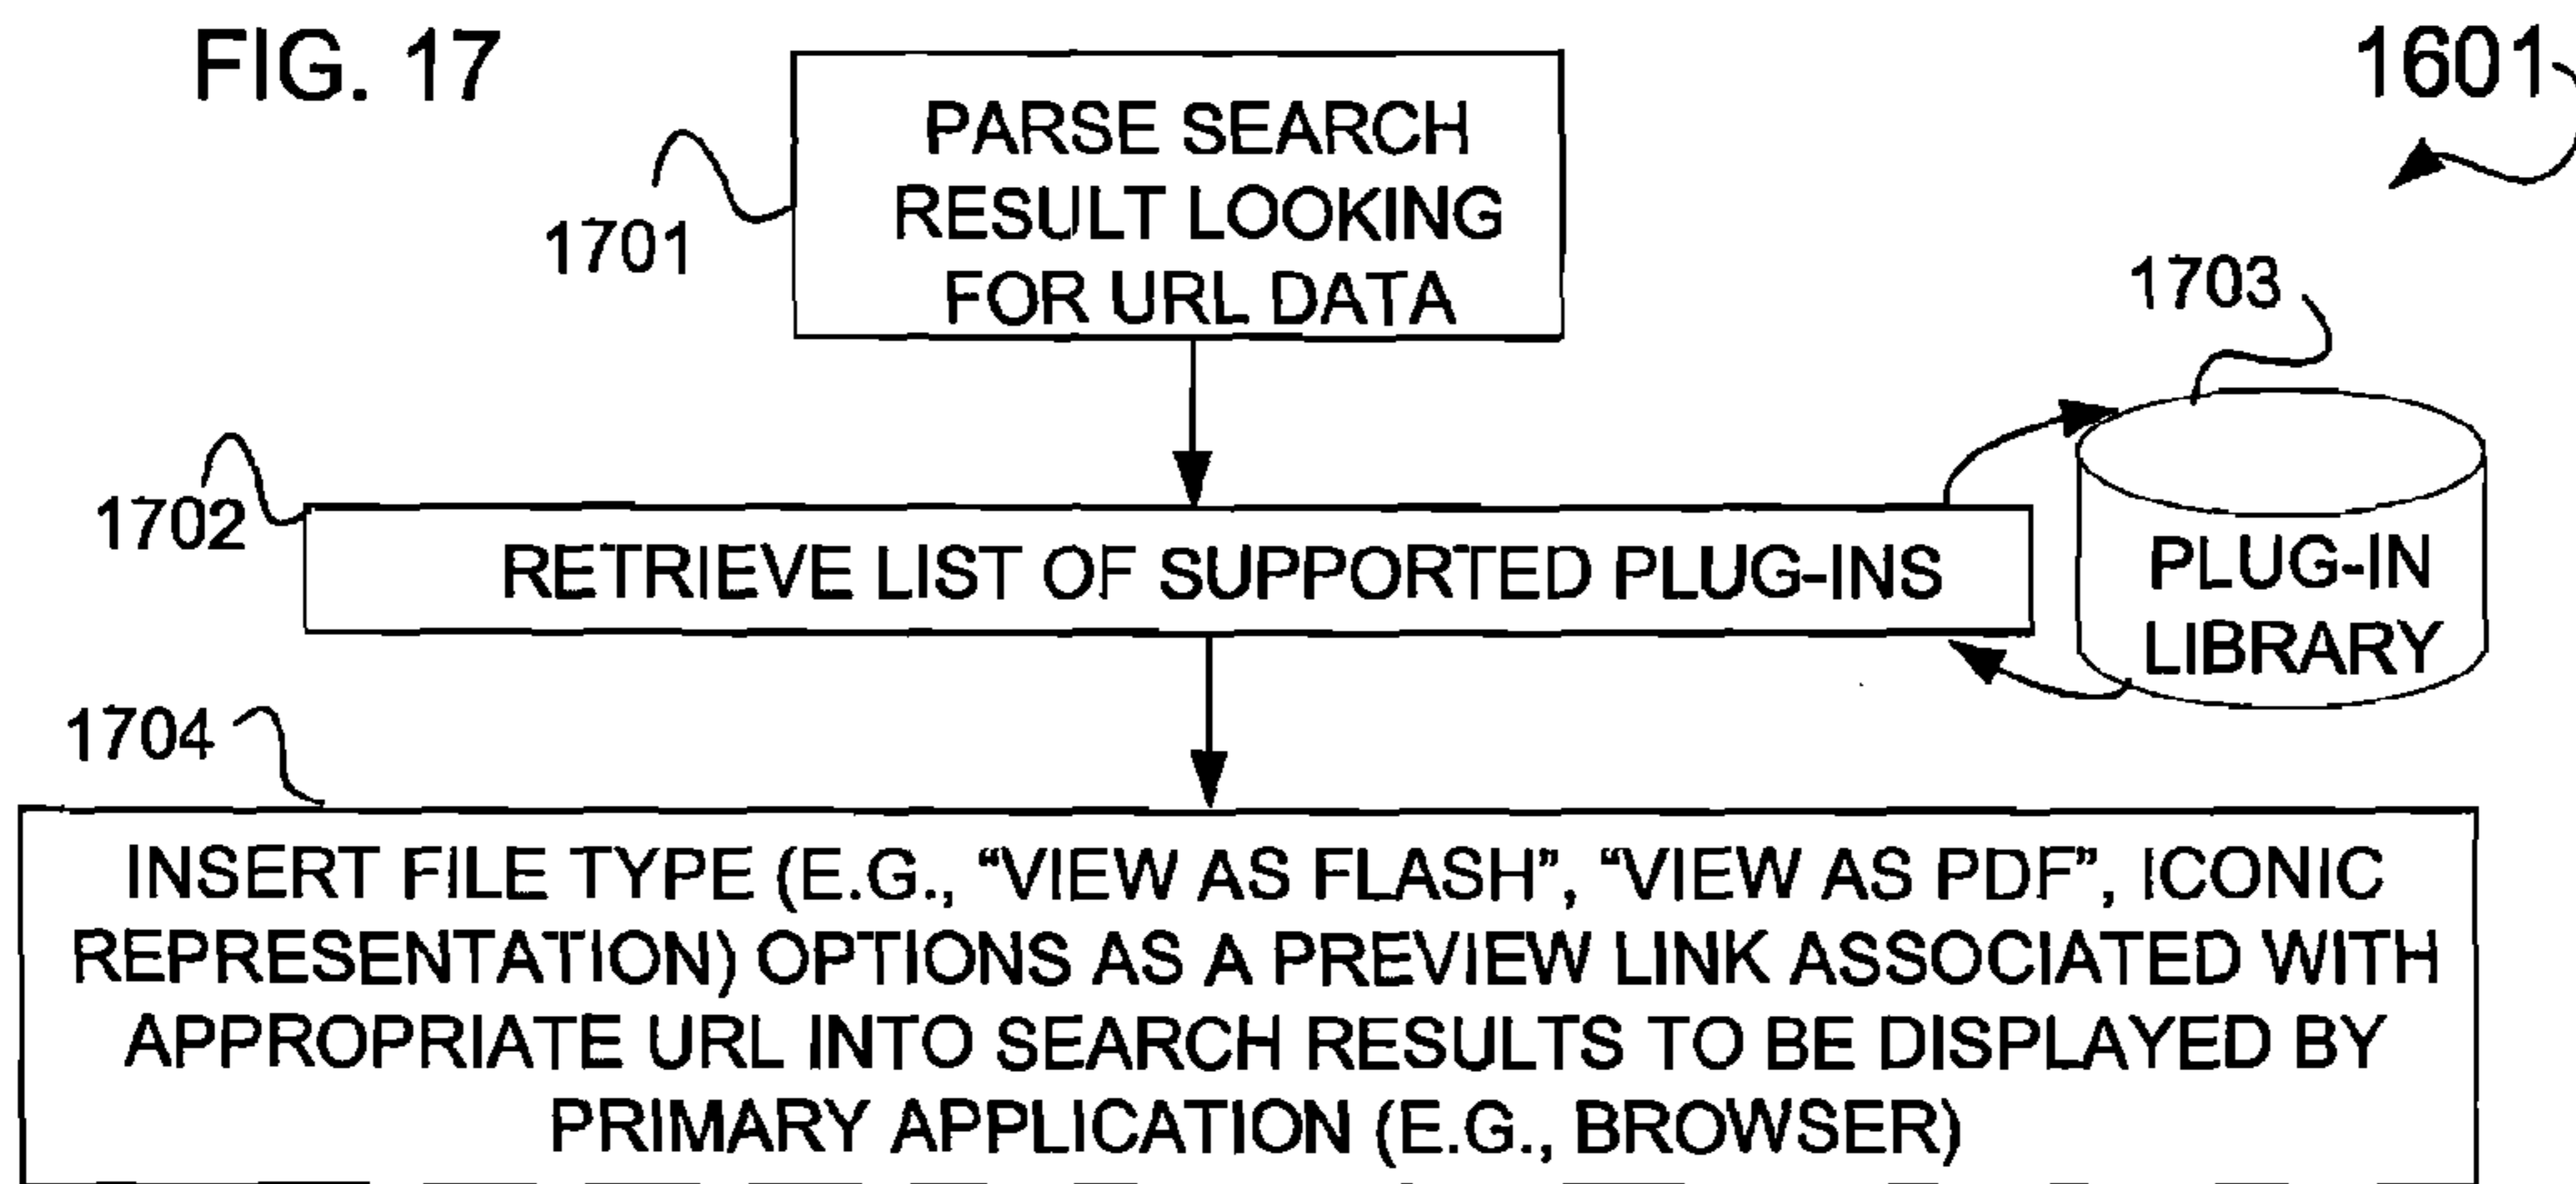 FIG. 17
1601
PARSE SEARCH
RESULT LOOKING
FOR URL DATA
1701
1703
1702
RETRIEVE LIST OF SUPPORTED PLUG-INS
PLUG-IN
LIBRARY
1704
INSERT FILE TYPE (E.G., “VIEW AS FLASH”, “VIEW AS PDF”, ICONIC
REPRESENTATION) OPTIONS AS A PREVIEW LINK ASSOCIATED WITH
APPROPRIATE URL INTO SEARCH RESULTS TO BE DISPLAYED BY
PRIMARY APPLICATION (E.G., BROWSER)